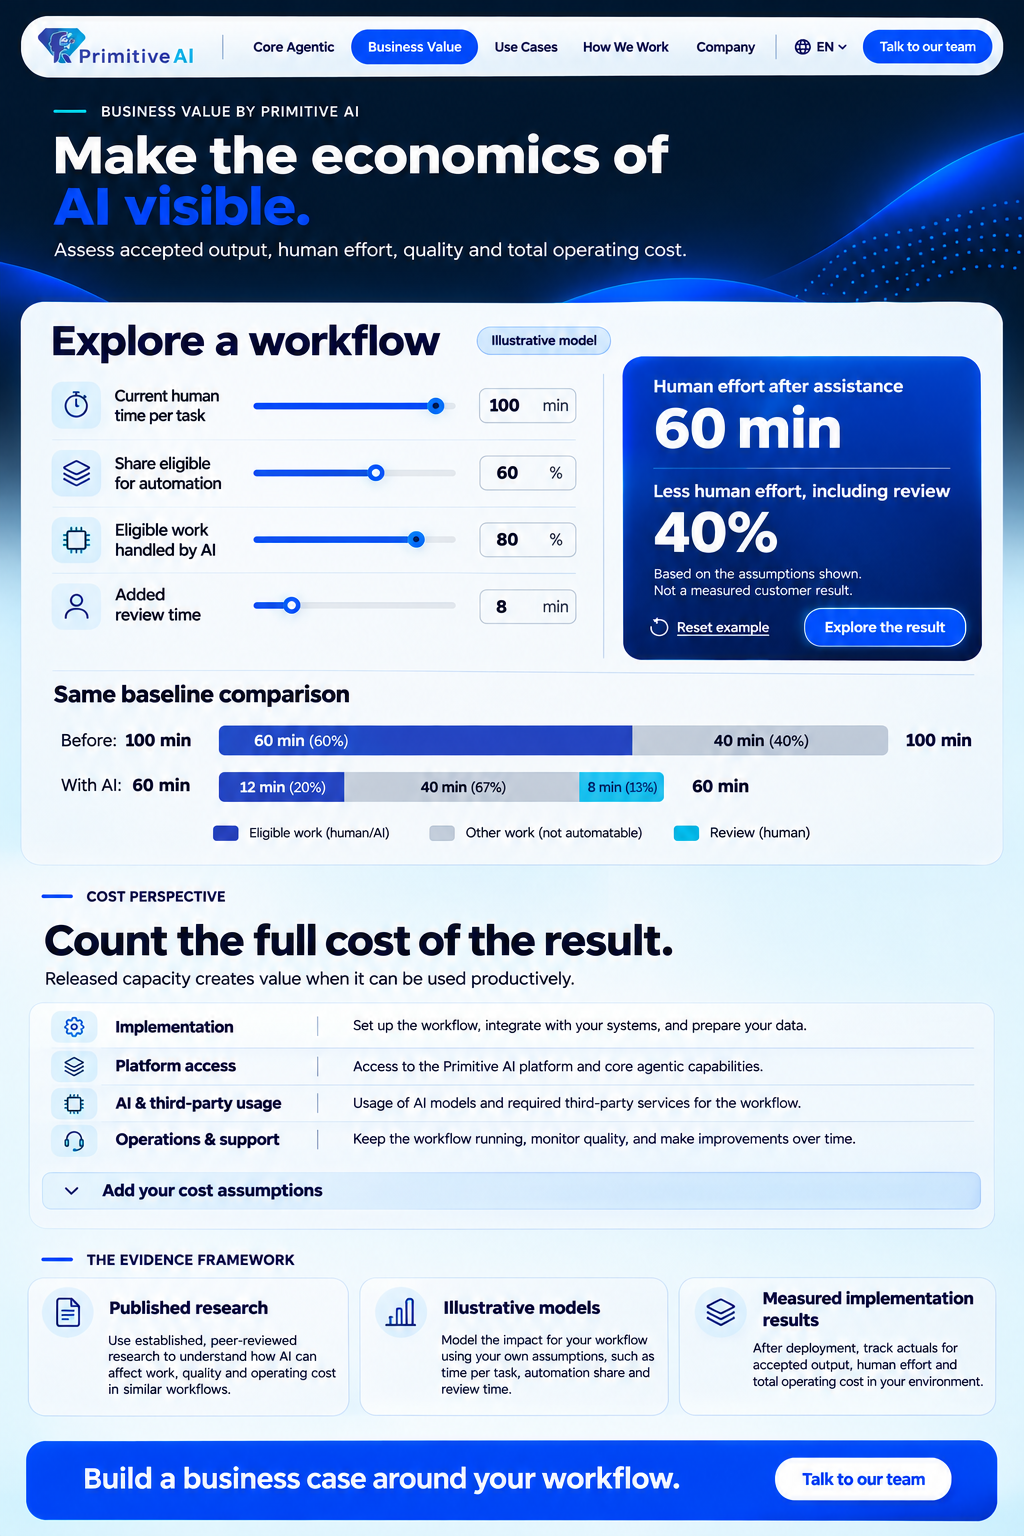 Primitive AI
Core Agentic
Business Value
Use Cases
How We Work
Company
EN
Talk to our team
BUSINESS VALUE BY PRIMITIVE AI
Make the economics of
AI visible.
Assess accepted output, human effort, quality and total operating cost.
Explore a workflow
Illustrative model
Current human
time per task
100 min
Share eligible
for automation
60 %
Eligible work
handled by AI
80 %
Added
review time
8 min
Human effort after assistance
60 min
Less human effort, including review
40%
Based on the assumptions shown.
Not a measured customer result.
Reset example
Explore the result
Same baseline comparison
Before: 100 min
60 min (60%)
40 min (40%)
100 min
With AI: 60 min
12 min (20%)
40 min (67%)
8 min (13%)
60 min
Eligible work (human/AI)
Other work (not automatable)
Review (human)
COST PERSPECTIVE
Count the full cost of the result.
Released capacity creates value when it can be used productively.
Implementation
Set up the workflow, integrate with your systems, and prepare your data.
Platform access
Access to the Primitive AI platform and core agentic capabilities.
AI & third-party usage
Usage of AI models and required third-party services for the workflow.
Operations & support
Keep the workflow running, monitor quality, and make improvements over time.
Add your cost assumptions
THE EVIDENCE FRAMEWORK
Published research
Use established, peer-reviewed
research to understand how AI can
affect work, quality and operating cost
in similar workflows.
Illustrative models
Model the impact for your workflow
using your own assumptions, such as
time per task, automation share and
review time.
Measured implementation
results
After deployment, track actuals for
accepted output, human effort and
total operating cost in your environment.
Build a business case around your workflow.
Talk to our team